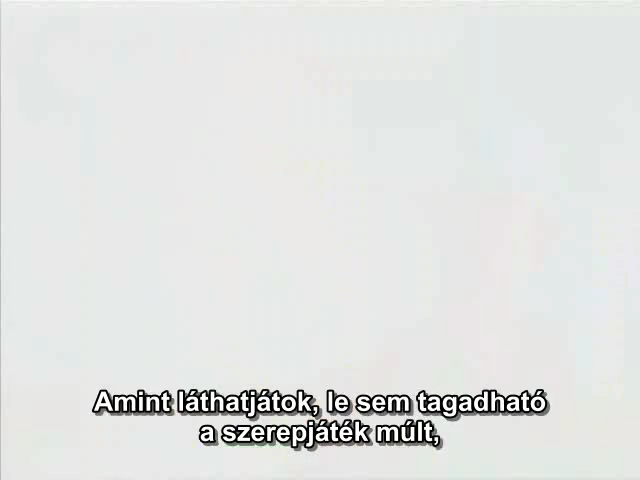 Amint láthatjátok, le sem tagadható
a szerepjáték múlt,